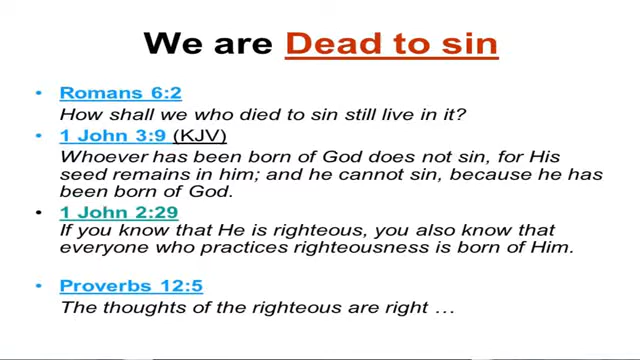 We are Dead to sin
• Romans 6:2
How shall we who died to sin still live in it?
• 1 John 3:9 (KJV)
Whoever has been born of God does not sin, for His
seed remains in him; and he cannot sin, because he has
been born of God.
• 1 John 2:29
If you know that He is righteous, you also know that
everyone who practices righteousness is born of Him.
• Proverbs 12:5
The thoughts of the righteous are right …